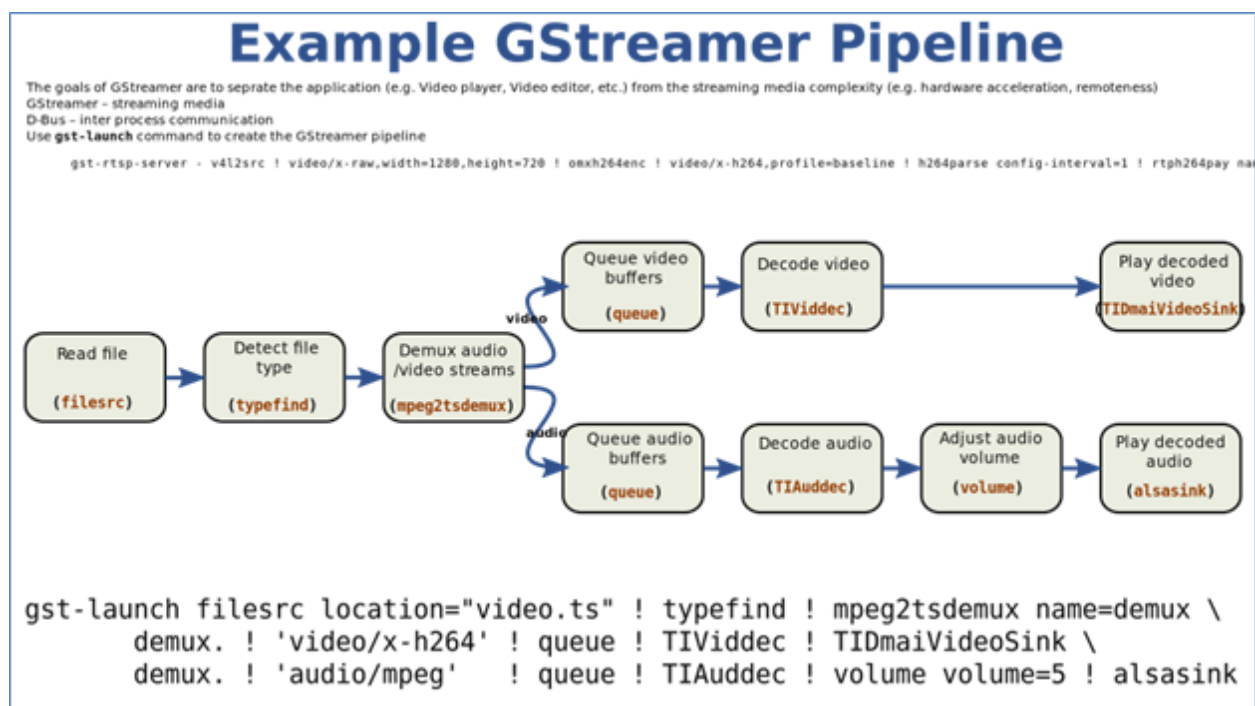 Example GStreamer Pipeline
The goals of GStreamer are to seprate the application (e.g. Video player, Video editor, etc.) from the streaming media complexity (e.g. hardware acceleration, remoteness)
GStreamer – streaming media
D-Bus – inter process communication
Use gst-launch command to create the GStreamer pipeline
gst-rtsp-server - v4l2src ! video/x-raw,width=1280,height=720 ! omxh264enc ! video/x-h264,profile=baseline ! h264parse config-interval=1 ! rtph264pay
Read file
(filesrc)
Detect file
type
(typefind)
Demux audio
/video streams
(mpeg2tsdemux)
video
Queue video
buffers
(queue)
Decode video
(TIViddec)
Play decoded
video
(TIDmaiVideoSink)
audio
Queue audio
buffers
(queue)
Decode audio
(TIAuddec)
Adjust audio
volume
(volume)
Play decoded
audio
(alsasink)
gst-launch filesrc location="video.ts" ! typefind ! mpeg2tsdemux name=demux \
demux. ! 'video/x-h264' ! queue ! TIViddec ! TIDmaiVideoSink \
demux. ! 'audio/mpeg' ! queue ! TIAuddec ! volume volume=5 ! alsasink